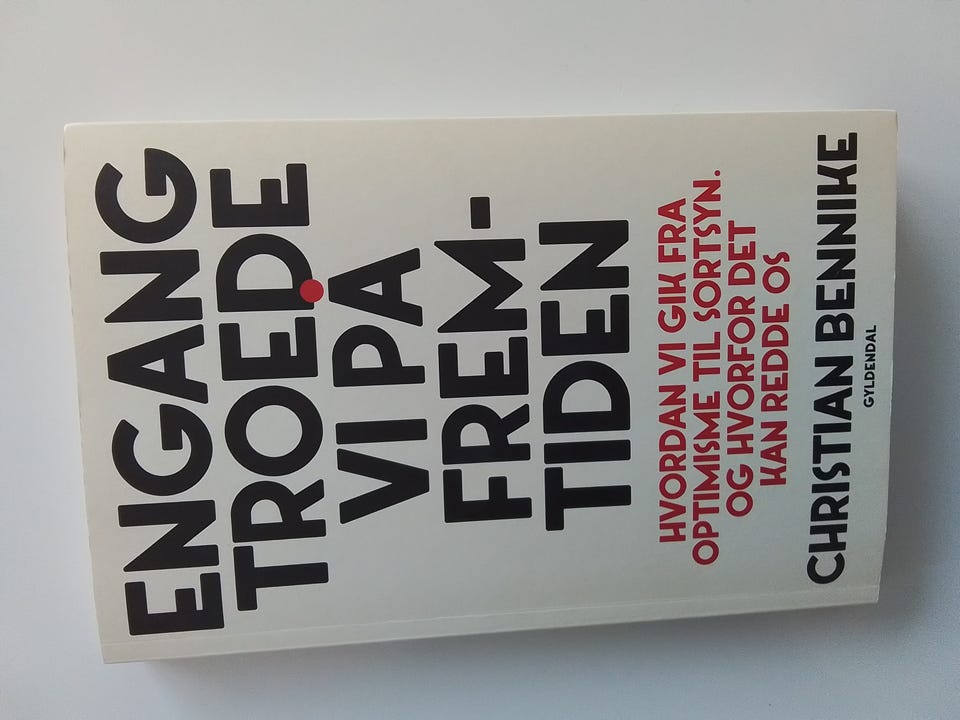 ENGANG
TROEDE
VI PÅ
FREM-
TIDEN
HVORDAN VI GIK FRA
OPTIMISME TIL SORTSYN.
OG HVORFOR DET
KAN REDDE OS
CHRISTIAN BENNIKE
GYLDENDAL